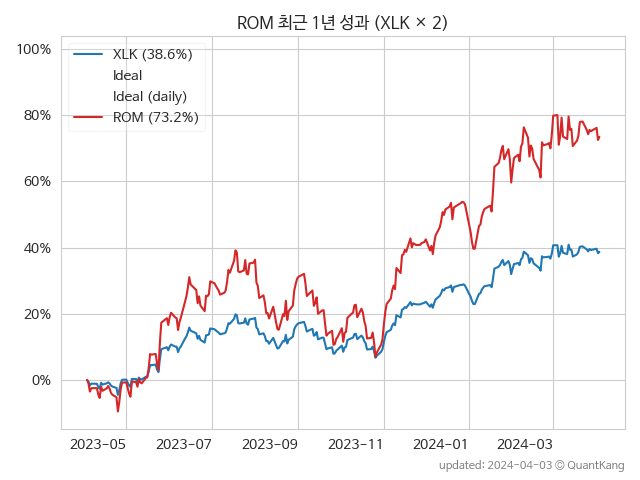 ROM 최근 1년 성과 (XLK × 2)
100%
80%
60%
40%
20%
0%
XLK (38.6%)
Ideal
Ideal (daily)
ROM (73.2%)
2023−05
2023−07
2023−09
2023−11
2024−01
2024−03
updated: 2024-04-03 ⓒ QuantKang